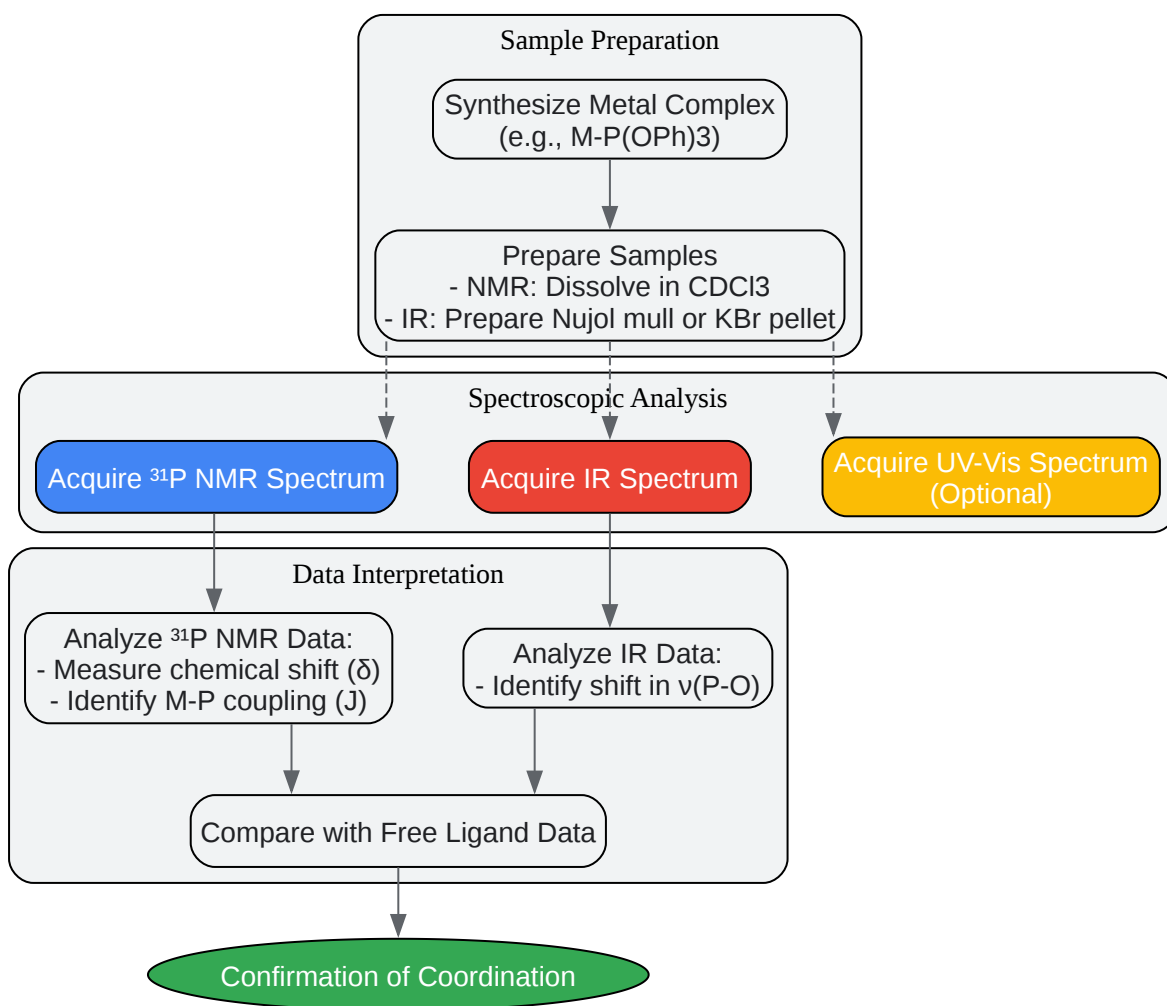 Sample Preparation
Synthesize Metal Complex
(e.g., M-P(OPh)3)
Prepare Samples
- NMR: Dissolve in CDCl3
- IR: Prepare Nujol mull or KBr pellet
Spectroscopic Analysis
Acquire ³¹P NMR Spectrum
Acquire IR Spectrum
Acquire UV-Vis Spectrum
(Optional)
Data Interpretation
Analyze ³¹P NMR Data:
- Measure chemical shift (δ)
- Identify M-P coupling (J)
Analyze IR Data:
- Identify shift in ν(P-O)
Compare with Free Ligand Data
Confirmation of Coordination